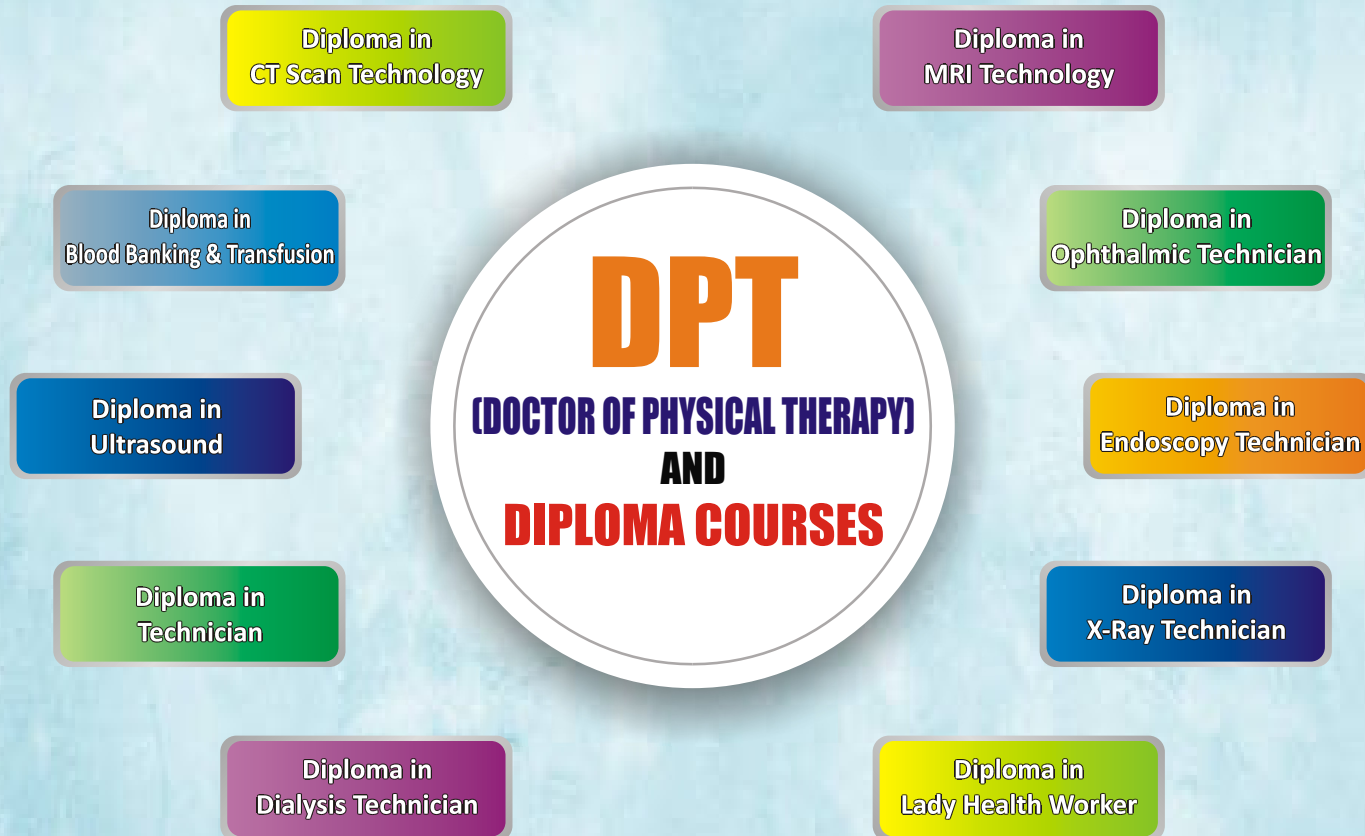 Diploma in
CT Scan Technology
Diploma in
MRI Technology
Diploma in
Blood Banking & Transfusion
Diploma in
Ophthalmic Technician
DPT
(DOCTOR OF PHYSICAL THERAPY)
AND
DIPLOMA COURSES
Diploma in
Ultrasound
Diploma in
Endoscopy Technician
Diploma in
Technician
Diploma in
X-Ray Technician
Diploma in
Dialysis Technician
Diploma in
Lady Health Worker